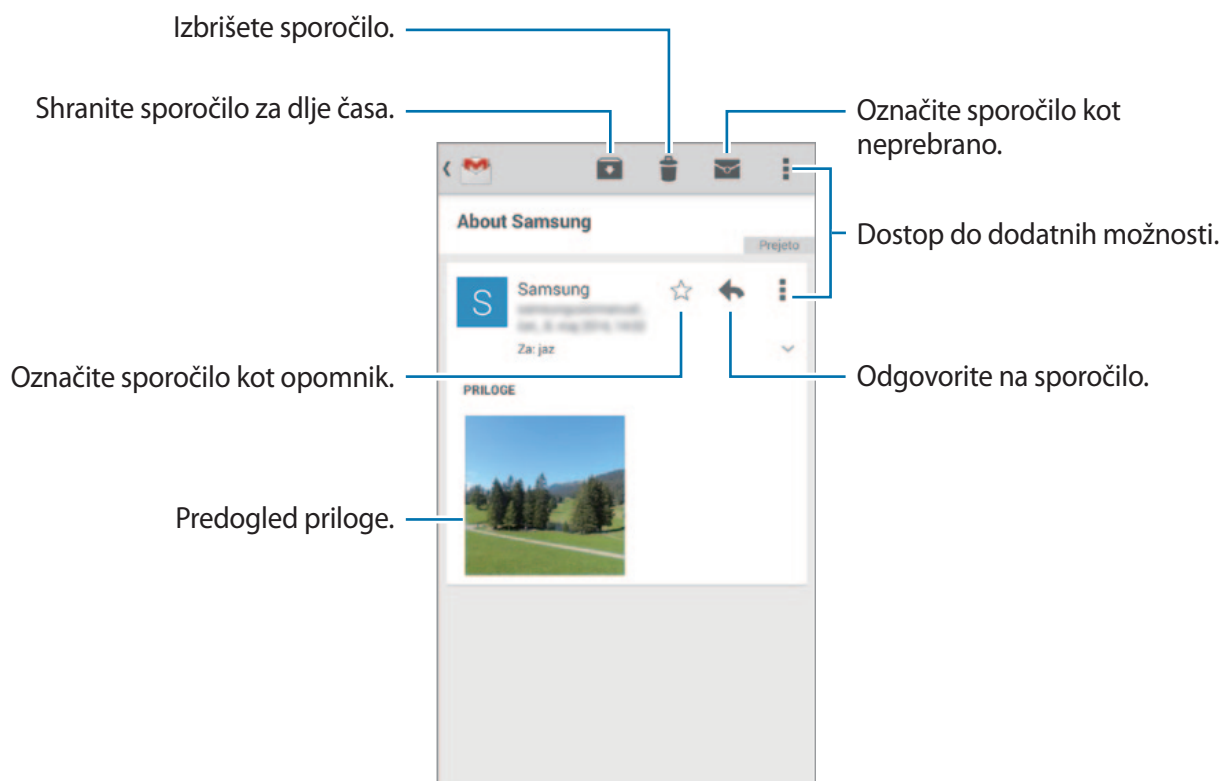 Izbrišete sporočilo.
Shranite sporočilo za dlje časa.
Označite sporočilo kot
neprebrano.
About Samsung
Prejeto
Dostop do dodatnih možnosti.
S
Samsung
Za: jaz
Označite sporočilo kot opomnik.
Odgovorite na sporočilo.
PRILOGE
Predogled priloge.